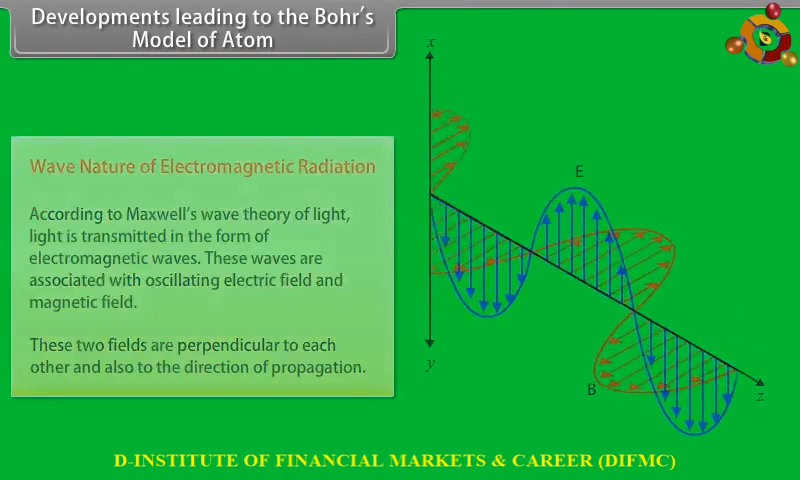 Developments leading to the Bohr's
Model of Atom
Wave Nature of Electromagnetic Radiation
According to Maxwell's wave theory of light,
light is transmitted in the form of
electromagnetic waves. These waves are
associated with oscillating electric field and
magnetic field.
These two fields are perpendicular to each
other and also to the direction of propagation.
x
E
y
B
z
D-INSTITUTE OF FINANCIAL MARKETS & CAREER (DIFMC)